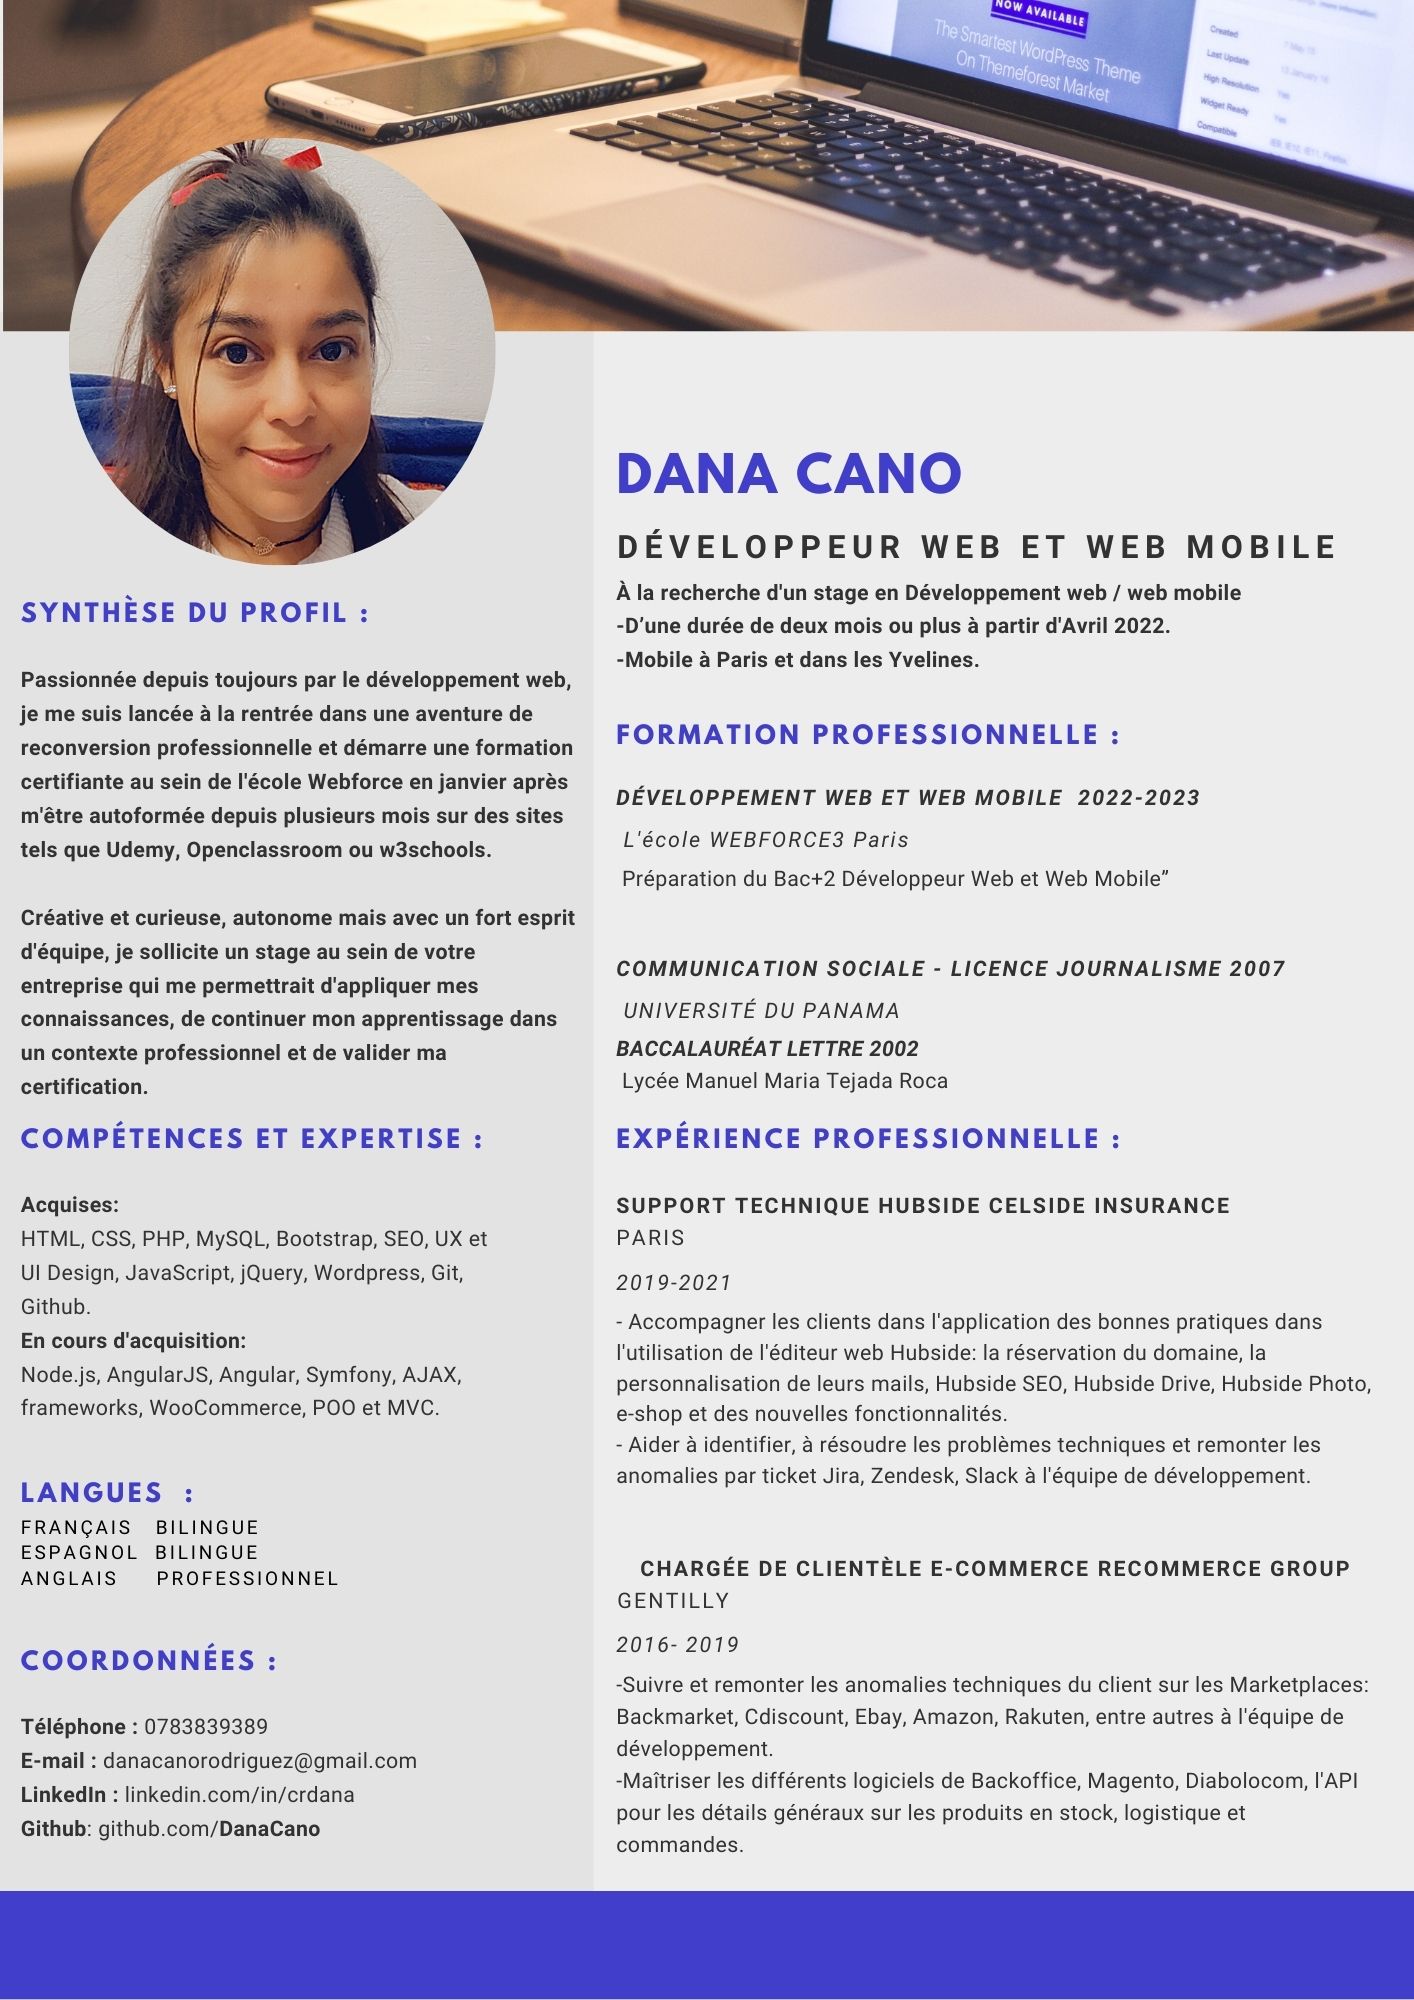 NOW AVAILABLE
The Smartest WordPress Theme
On Themeforest Market
Created
7 May 15
Last Update
13 January 16
High Resolution
Yes
Widget Ready
Yes
Compatible
IE9, IE10, IE11, Firefox,
DANA CANO
DÉVELOPPEUR WEB ET WEB MOBILE
À la recherche d'un stage en Développement web / web mobile
-D’une durée de deux mois ou plus à partir d'Avril 2022.
-Mobile à Paris et dans les Yvelines.
SYNTHÈSE DU PROFIL :
Passionnée depuis toujours par le développement web,
je me suis lancée à la rentrée dans une aventure de
reconversion professionnelle et démarre une formation
certifiante au sein de l'école Webforce en janvier après
m'être autoformée depuis plusieurs mois sur des sites
tels que Udemy, Openclassroom ou w3schools.
Créative et curieuse, autonome mais avec un fort esprit
d'équipe, je sollicite un stage au sein de votre
entreprise qui me permettrait d'appliquer mes
connaissances, de continuer mon apprentissage dans
un contexte professionnel et de valider ma
certification.
COMPÉTENCES ET EXPERTISE :
Acquises:
HTML, CSS, PHP, MySQL, Bootstrap, SEO, UX et
UI Design, JavaScript, jQuery, Wordpress, Git,
Github.
En cours d'acquisition:
Node.js, AngularJS, Angular, Symfony, AJAX,
frameworks, WooCommerce, POO et MVC.
LANGUES :
FRANÇAIS BILINGUE
ESPAGNOL BILINGUE
ANGLAIS PROFESSIONNEL
COORDONNÉES :
Téléphone : 0783839389
E-mail : danacanorodriguez@gmail.com
LinkedIn : linkedin.com/in/crdana
Github: github.com/DanaCano
FORMATION PROFESSIONNELLE :
DÉVELOPPEMENT WEB ET WEB MOBILE 2022-2023
L'école WEBFORCE3 Paris
Préparation du Bac+2 Développeur Web et Web Mobile”
COMMUNICATION SOCIALE - LICENCE JOURNALISME 2007
UNIVERSITÉ DU PANAMA
BACCALAURÉAT LETTRE 2002
Lycée Manuel Maria Tejada Roca
EXPÉRIENCE PROFESSIONNELLE :
SUPPORT TECHNIQUE HUBSIDE CELSIDE INSURANCE
PARIS
2019-2021
- Accompagner les clients dans l'application des bonnes pratiques dans
l'utilisation de l'éditeur web Hubside: la réservation du domaine, la
personnalisation de leurs mails, Hubside SEO, Hubside Drive, Hubside Photo,
e-shop et des nouvelles fonctionnalités.
- Aider à identifier, à résoudre les problèmes techniques et remonter les
anomalies par ticket Jira, Zendesk, Slack à l'équipe de développement.
CHARGÉE DE CLIENTÈLE E-COMMERCE RECOMMERCE GROUP
GENTILLY
2016- 2019
-Suivre et remonter les anomalies techniques du client sur les Marketplaces:
Backmarket, Cdiscount, Ebay, Amazon, Rakuten, entre autres à l'équipe de
développement.
-Maîtriser les différents logiciels de Backoffice, Magento, Diabolocom, l'API
pour les détails généraux sur les produits en stock, logistique et
commandes.